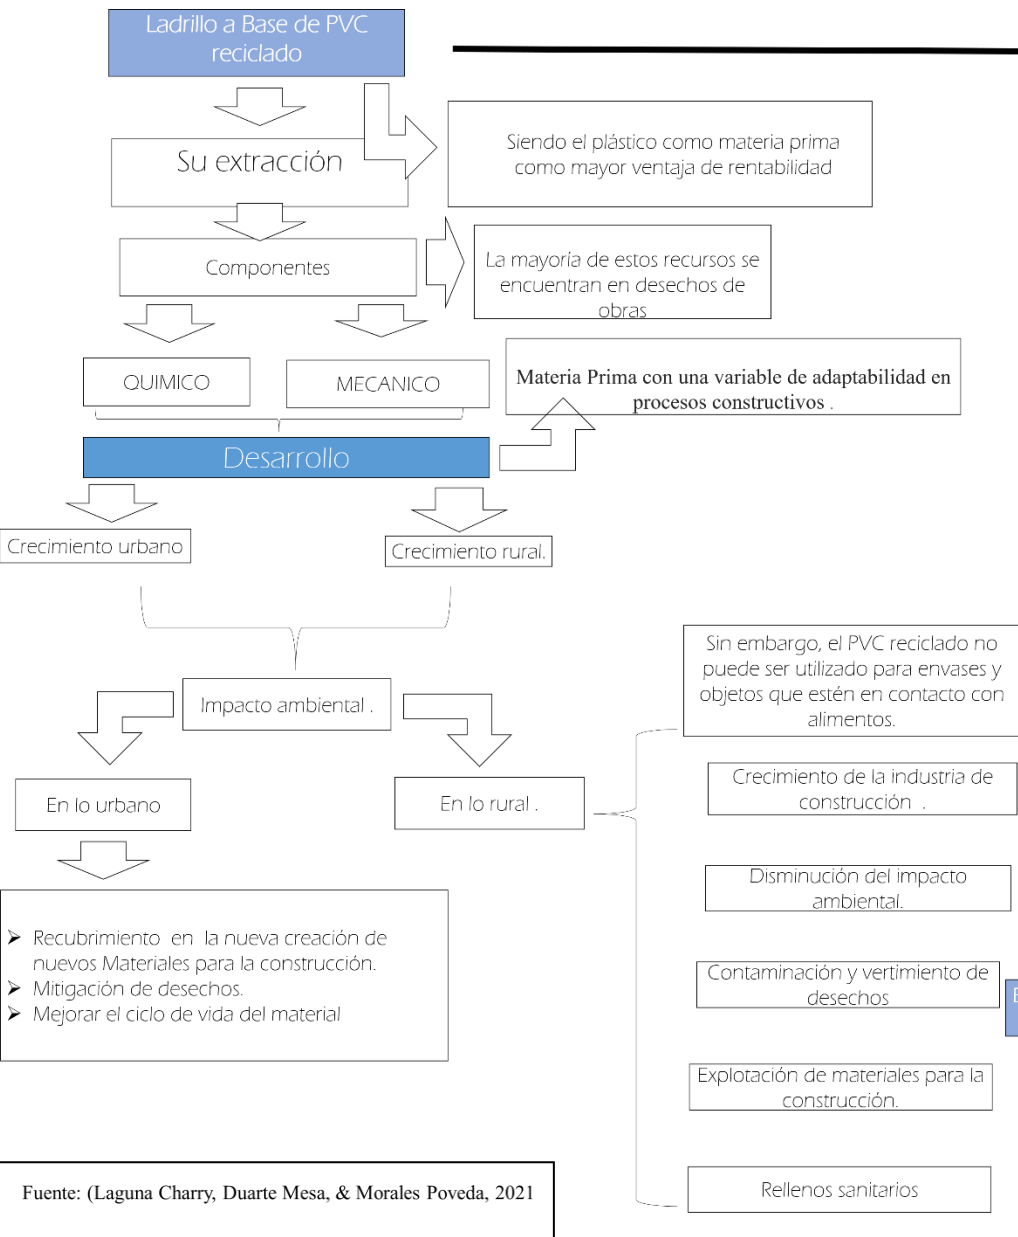 Ladrillo a Base de PVC
reciclado
Su extracción
Siendo el plástico como materia prima
como mayor ventaja de rentabilidad
Componentes
La mayoría de estos recursos se
encuentran en desechos de
obras
QUIMICO
MECANICO
Materia Prima con una variable de adaptabilidad en
procesos constructivos .
Desarrollo
Crecimiento urbano
Crecimiento rural.
Impacto ambiental .
En lo urbano
En lo rural .
Recubrimiento en la nueva creación de
nuevos Materiales para la construcción.
Mitigación de desechos.
Mejorar el ciclo de vida del material
Sin embargo, el PVC reciclado no
puede ser utilizado para envases y
objetos que estén en contacto con
alimentos.
Crecimiento de la industria de
construcción .
Disminución del impacto
ambiental.
Contaminación y vertimiento de
desechos
Explotación de materiales para la
construcción.
Rellenos sanitarios
Fuente: (Laguna Charry, Duarte Mesa, & Morales Poveda, 2021